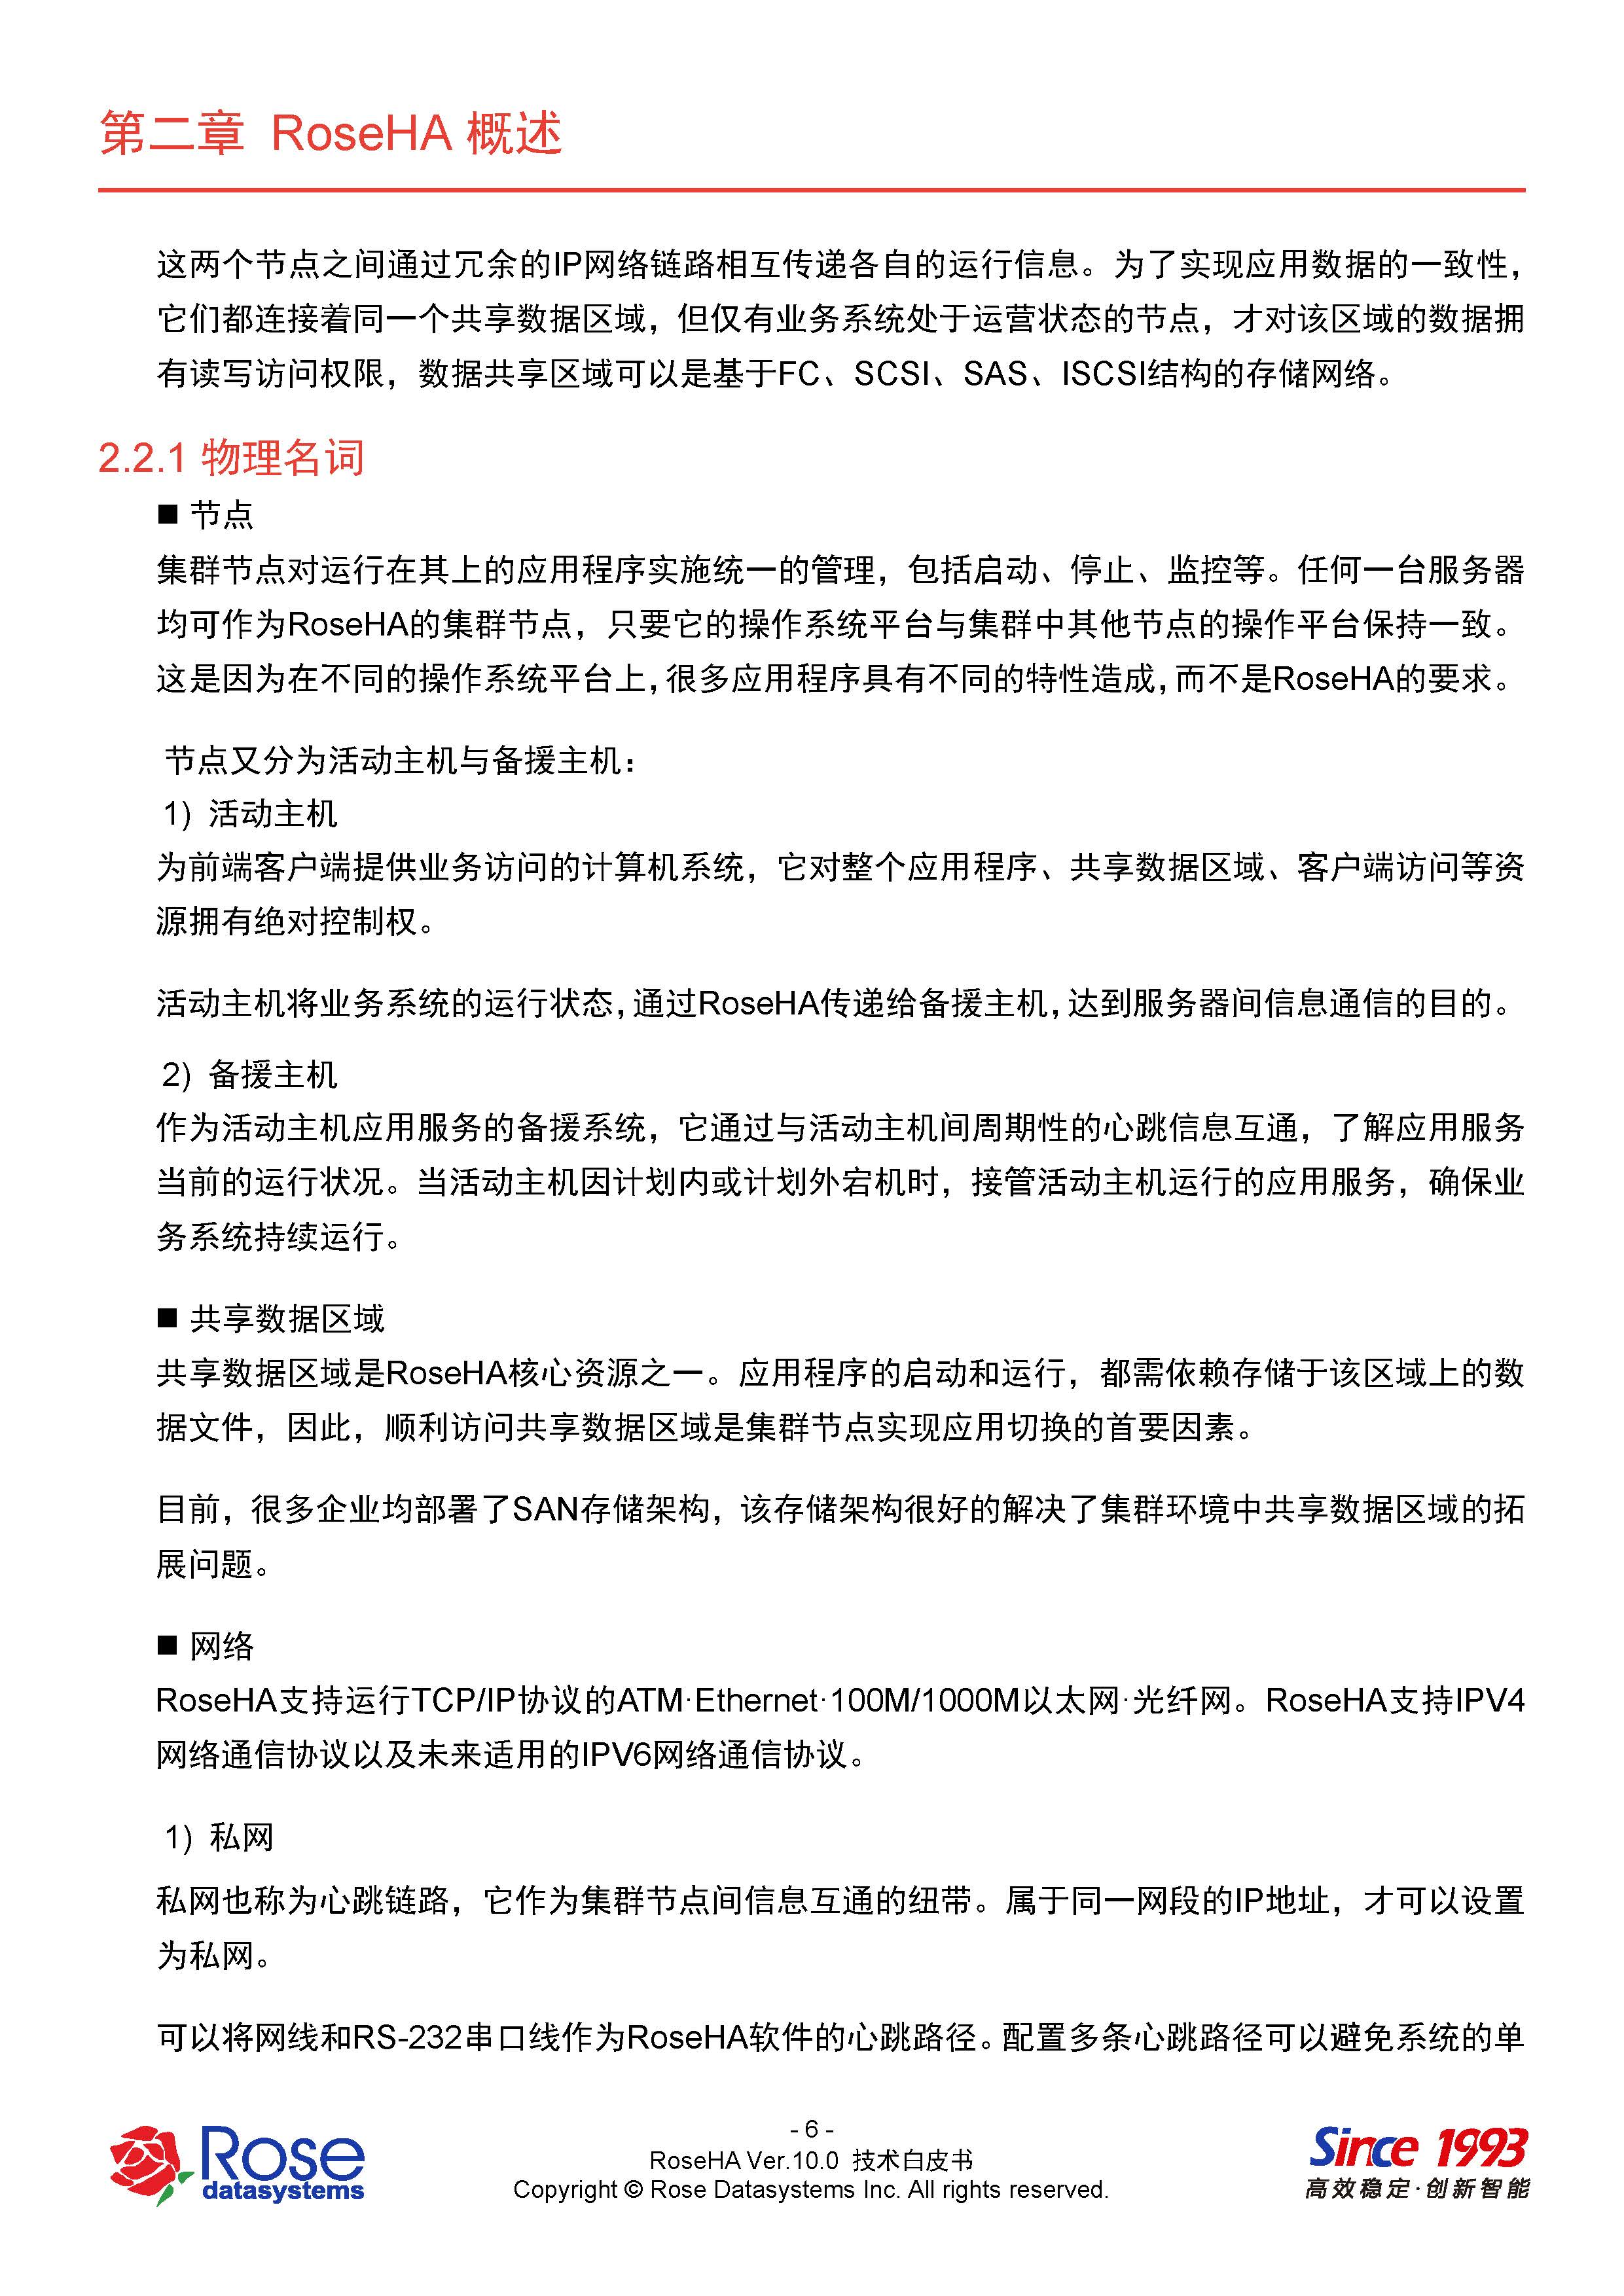 第二章 RoseHA 概述
这两个节点之间通过冗余的IP网络链路相互传递各自的运行信息。为了实现应用数据的一致性，
它们都连接着同一个共享数据区域，但仅有业务系统处于运营状态的节点，才对该区域的数据拥
有读写访问权限，数据共享区域可以是基于FC、SCSI、SAS、ISCSI结构的存储网络。
2.2.1 物理名词
■ 节点
集群节点对运行在其上的应用程序实施统一的管理，包括启动、停止、监控等。任何一台服务器
均可作为RoseHA的集群节点，只要它的操作系统平台与集群中其他节点的操作平台保持一致。
这是因为在不同的操作系统平台上，很多应用程序具有不同的特性造成，而不是RoseHA的要求。
节点又分为活动主机与备援主机：
1) 活动主机
为前端客户端提供业务访问的计算机系统，它对整个应用程序、共享数据区域、客户端访问等资
源拥有绝对控制权。
活动主机将业务系统的运行状态，通过RoseHA传递给备援主机，达到服务器间信息通信的目的。
2) 备援主机
作为活动主机应用服务的备援系统，它通过与活动主机间周期性的心跳信息互通，了解应用服务
当前的运行状况。当活动主机因计划内或计划外宕机时，接管活动主机运行的应用服务，确保业
务系统持续运行。
■ 共享数据区域
共享数据区域是RoseHA核心资源之一。应用程序的启动和运行，都需依赖存储于该区域上的数
据文件，因此，顺利访问共享数据区域是集群节点实现应用切换的首要因素。
目前，很多企业均部署了SAN存储架构，该存储架构很好的解决了集群环境中共享数据区域的拓
展问题。
■ 网络
RoseHA支持运行TCP/IP协议的ATM·Ethernet·100M/1000M以太网·光纤网。RoseHA支持IPV4
网络通信协议以及未来适用的IPV6网络通信协议。
1) 私网
私网也称为心跳链路，它作为集群节点间信息互通的纽带。属于同一网段的IP地址，才可以设置
为私网。
可以将网线和RS-232串口线作为RoseHA软件的心跳路径。配置多条心跳路径可以避免系统的单
Rose
datasystems
- 6 -
RoseHA Ver.10.0 技术白皮书
Copyright © Rose Datasystems Inc. All rights reserved.
Since 1993
高效稳定·创新智能